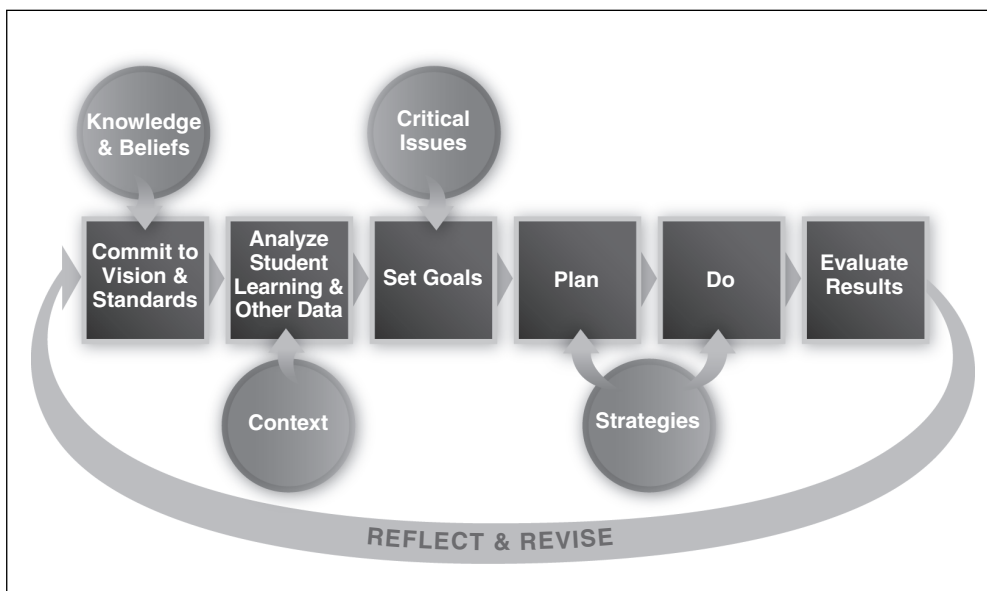 Knowledge
& Beliefs
Critical
Issues
Commit to
Vision &
Standards
Analyze
Student
Learning &
Other Data
Set Goals
Plan
Do
Evaluate
Results
Context
Strategies
REFLECT & REVISE